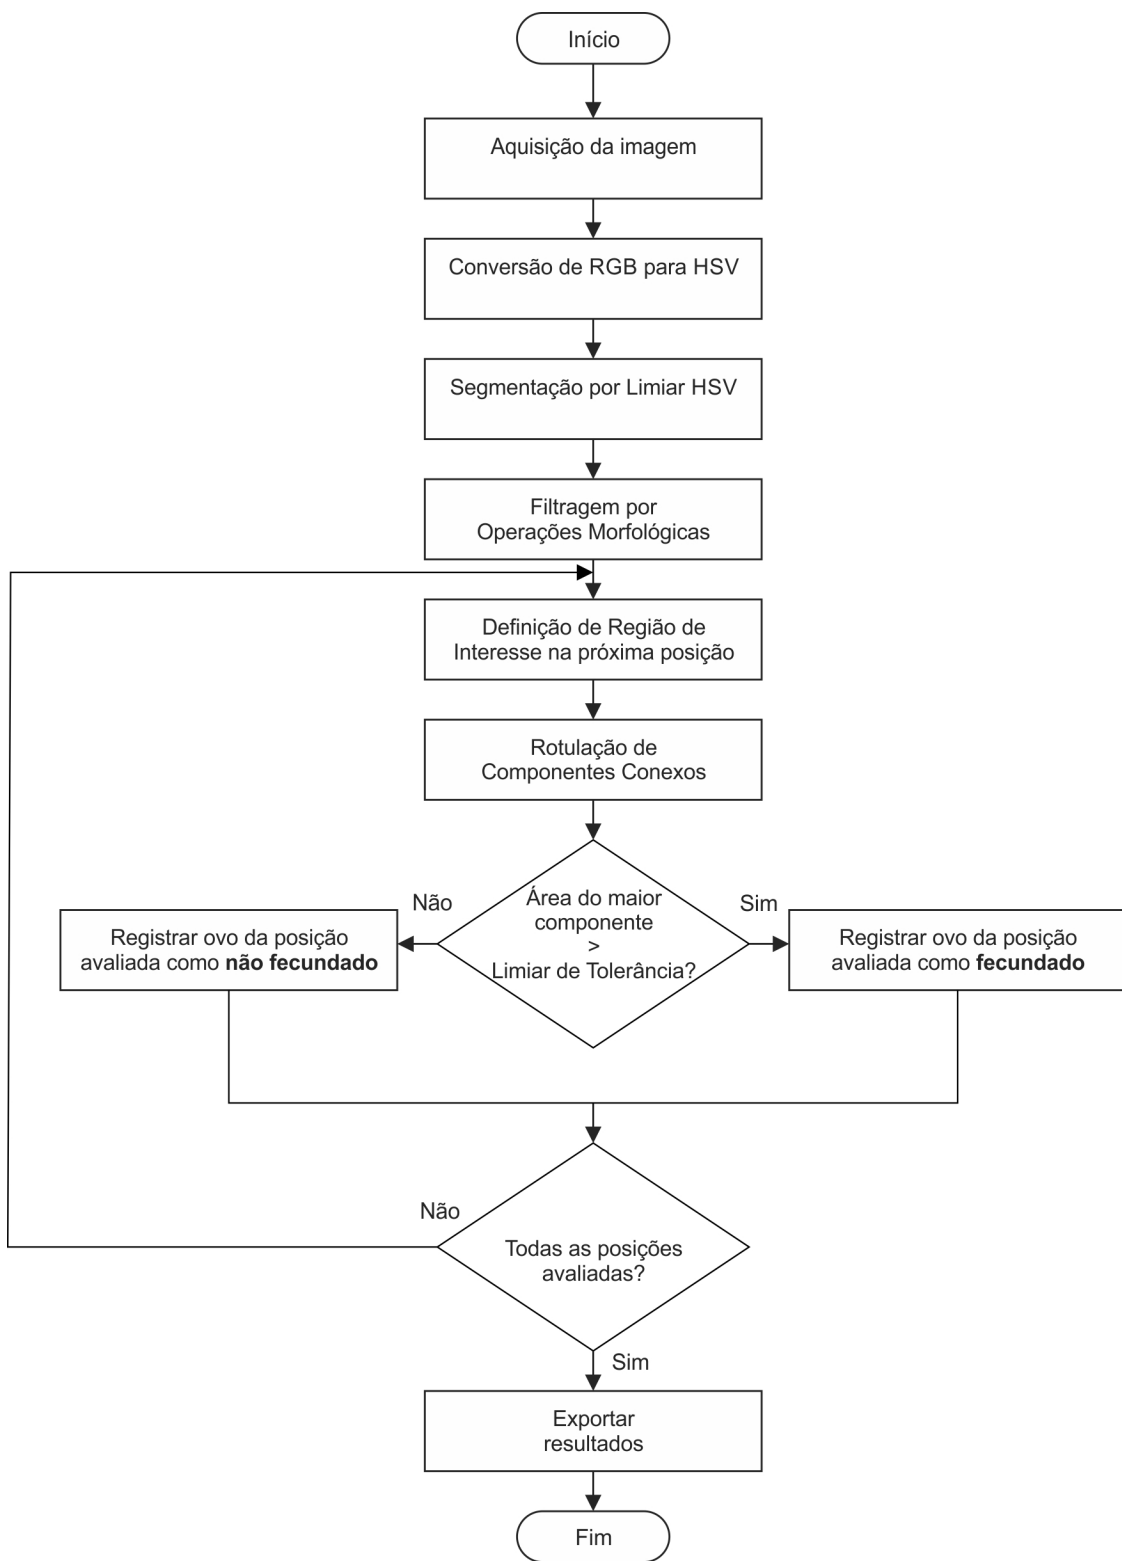 Início
Aquisição da imagem
Conversão de RGB para HSV
Segmentação por Limiar HSV
Filtragem por
Operações Morfológicas
Definição de Região de
Interesse na próxima posição
Rotulação de
Componentes Conexos
Área do maior
componente
>
Limiar de Tolerância?
Não
Sim
Registrar ovo da posição
avaliada como não fecundado
Registrar ovo da posição
avaliada como fecundado
Todas as posições
avaliadas?
Não
Sim
Exportar
resultados
Fim